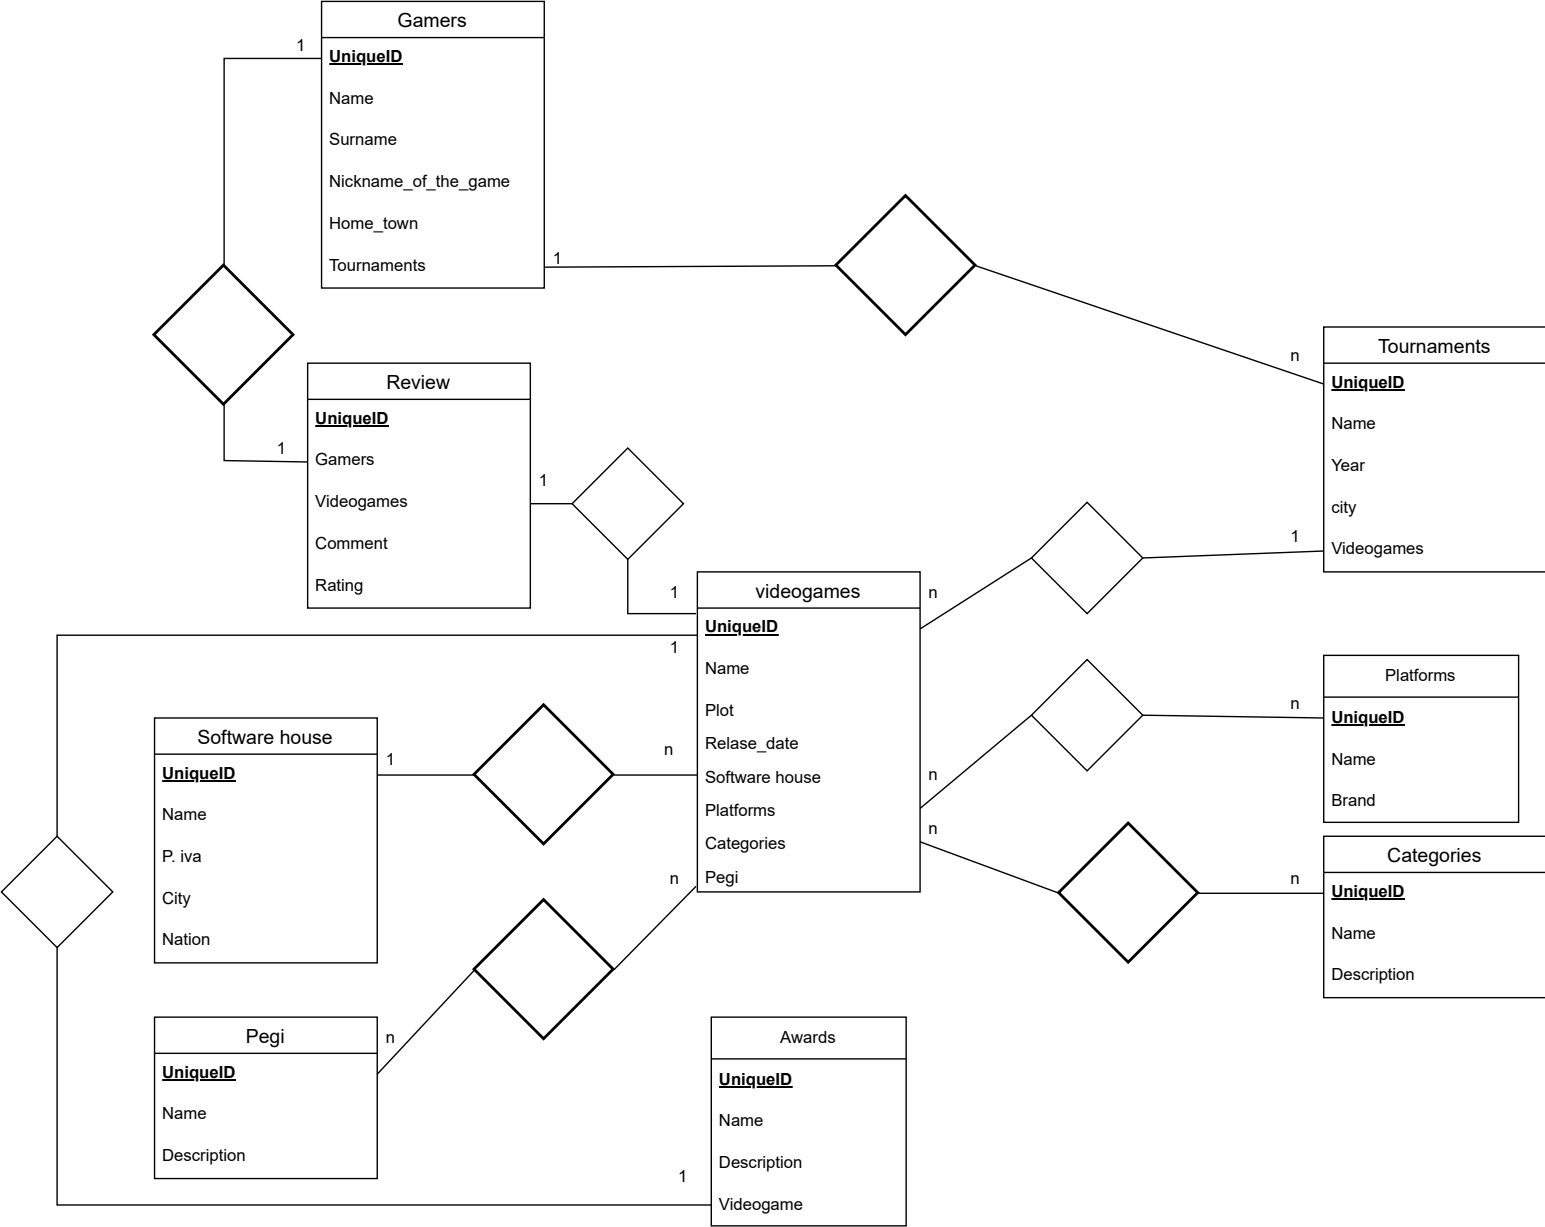 Gamers
1
UniqueID
Name
Surname
Nickname_of_the_game
Home_town
Tournaments
1
n
Tournaments
UniqueID
Name
Year
city
Videogames
1
Review
UniqueID
Gamers
Videogames
Comment
Rating
1
1
1
1
n
videogames
UniqueID
Name
Plot
Relase_date
Software house
Platforms
Categories
Pegi
n
n
n
n
Platforms
UniqueID
Name
Brand
n
Categories
UniqueID
Name
Description
n
Software house
UniqueID
Name
P. iva
City
Nation
1
Pegi
UniqueID
Name
Description
n
Awards
UniqueID
Name
Description
Videogame
1